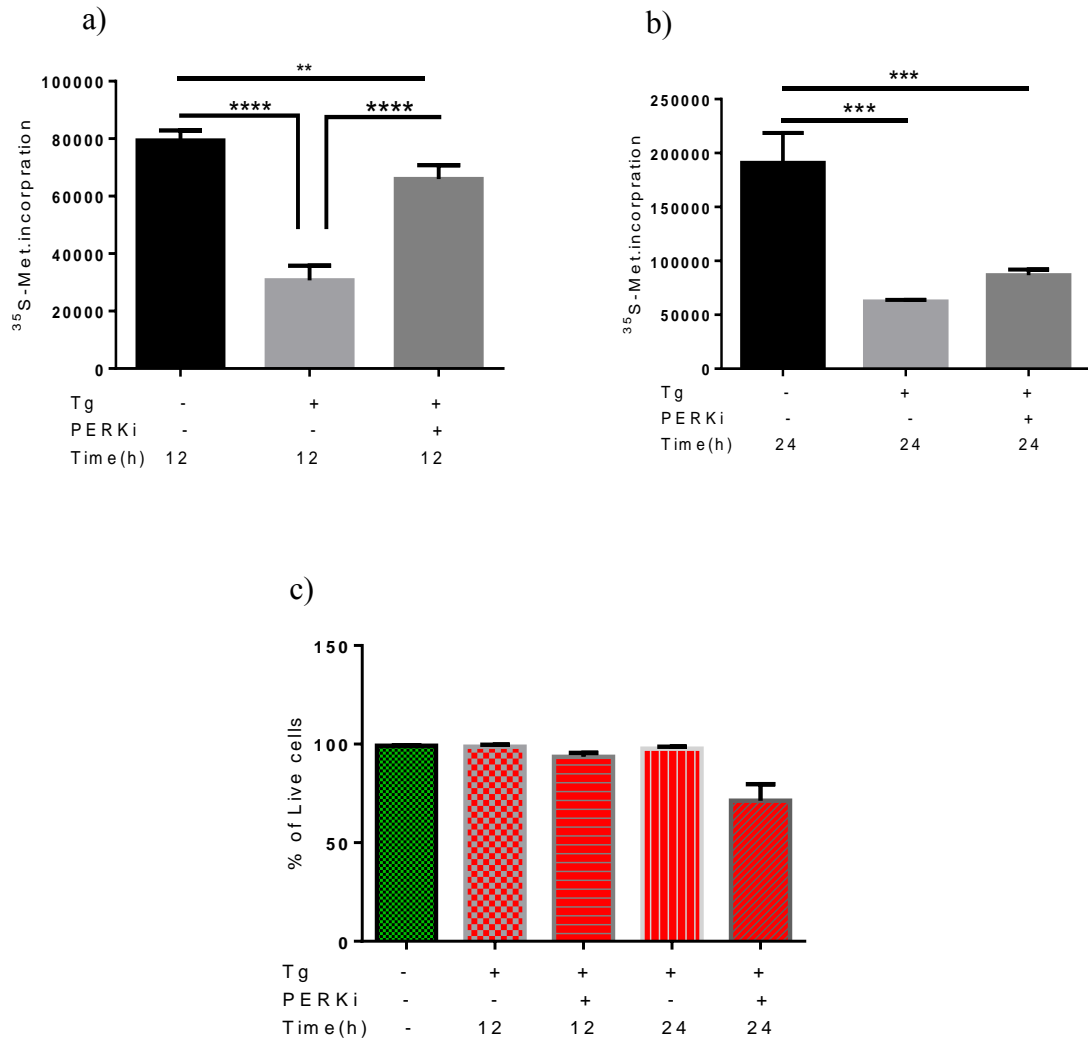 a)
**
**** ****
100000
80000
60000
40000
20000
0
35S-Met.incorpration
Tg - + +
PERKi - - +
Time(h) 12 12 12
b)
***
***
250000
200000
150000
100000
50000
0
35S-Met.incorpration
Tg - + +
PERKi - - +
Time(h) 24 24 24
c)
150
100
50
0
% of Live cells
Tg - + + + +
PERKi - - + - +
Time(h) - 12 12 24 24